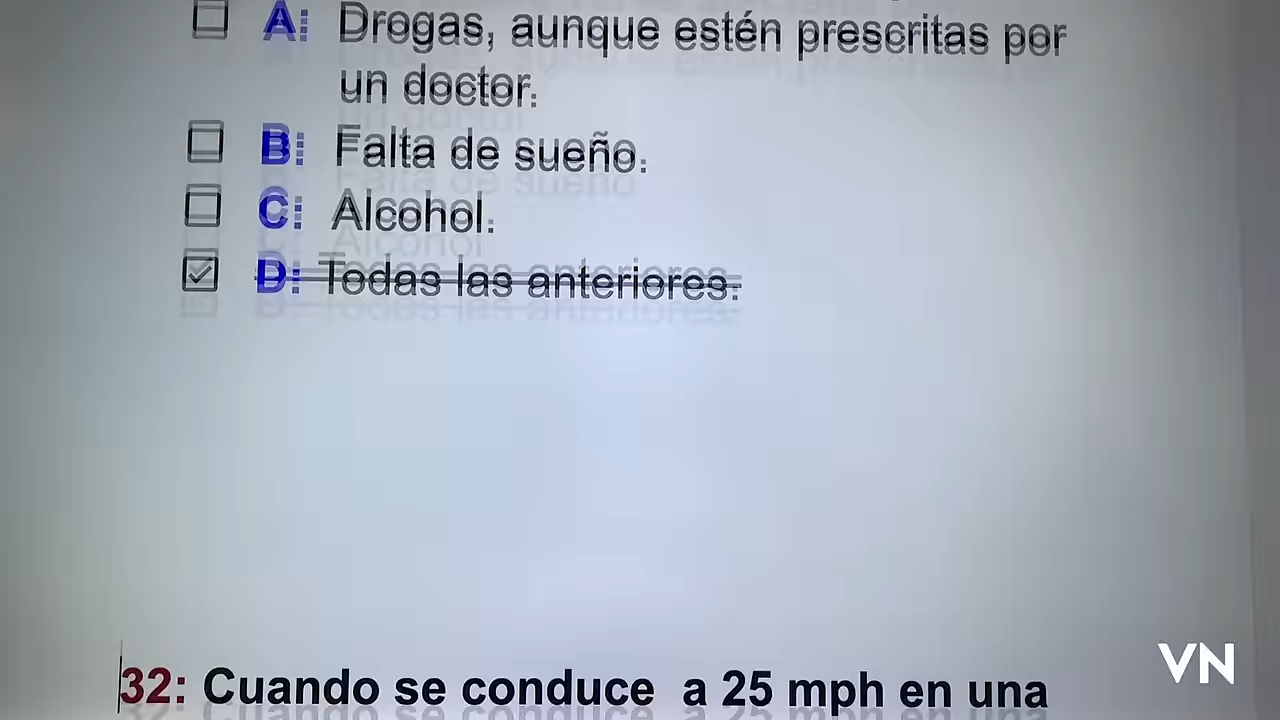 A: Drogas, aunque estén prescritas por
un doctor.
B: Falta de sueño.
C: Alcohol.
D: Todas las anteriores.
32: Cuando se conduce a 25 mph en una
VN